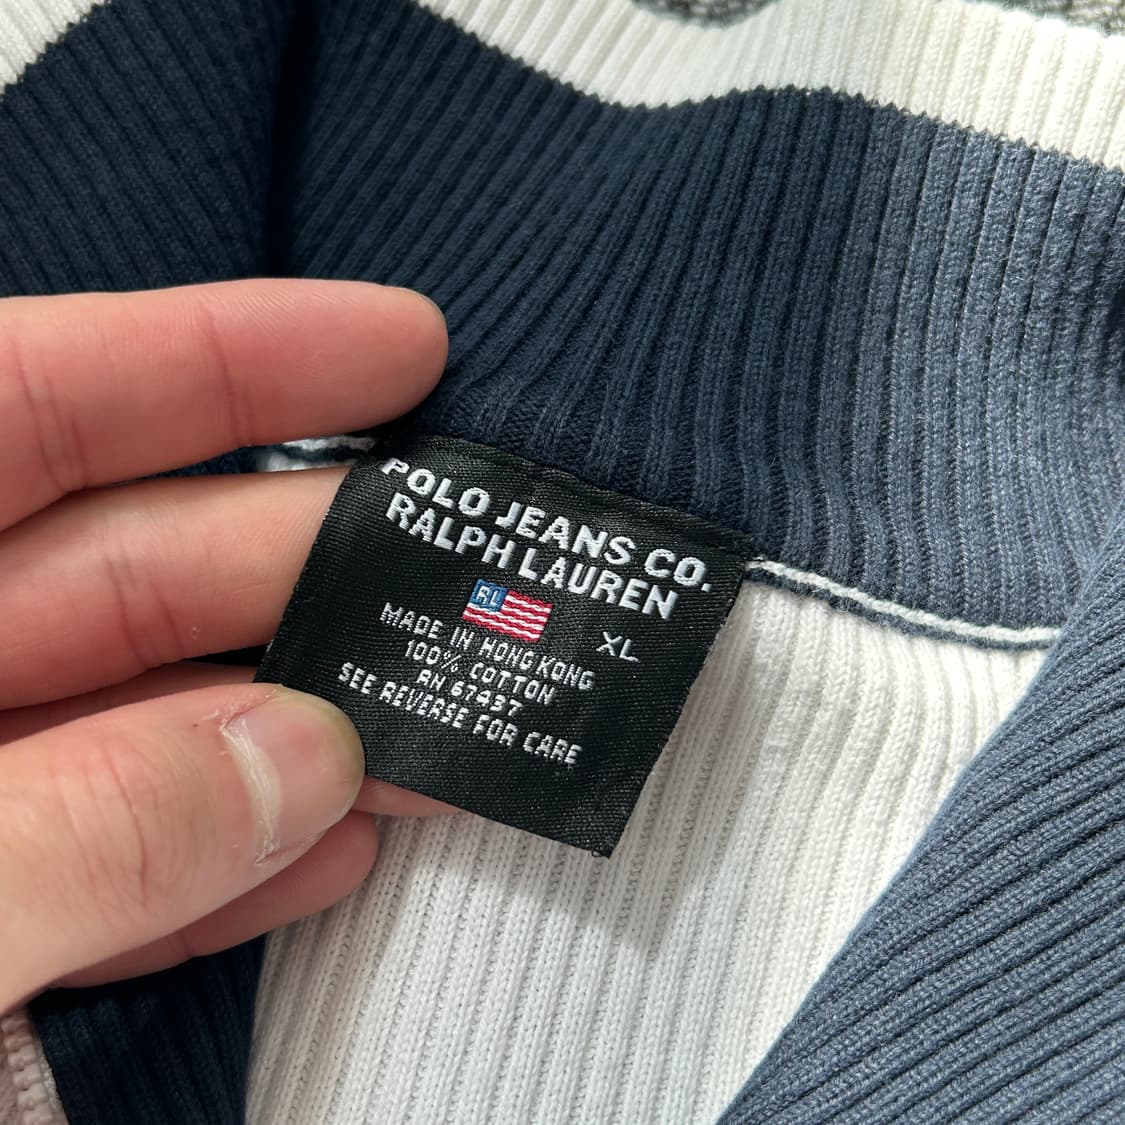 POLO JEANS CO.
RALPH LAUREN
RL
XL
MADE IN HONG KONG
100% COTTON
RN 67437
SEE REVERSE FOR CARE